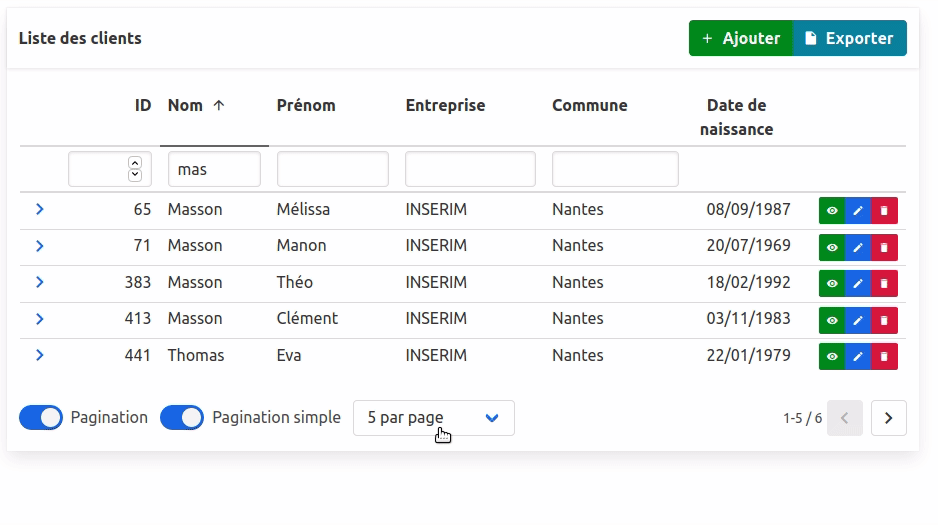 Liste des clients
+ Ajouter Exporter
ID Nom ↑ Prénom Entreprise Commune Date de
naissance
mas
65 Masson Mélissa INSERIM Nantes 08/09/1987
71 Masson Manon INSERIM Nantes 20/07/1969
383 Masson Théo INSERIM Nantes 18/02/1992
413 Masson Clément INSERIM Nantes 03/11/1983
441 Thomas Eva INSERIM Nantes 22/01/1979
Pagination Pagination simple 5 par page 1-5 / 6